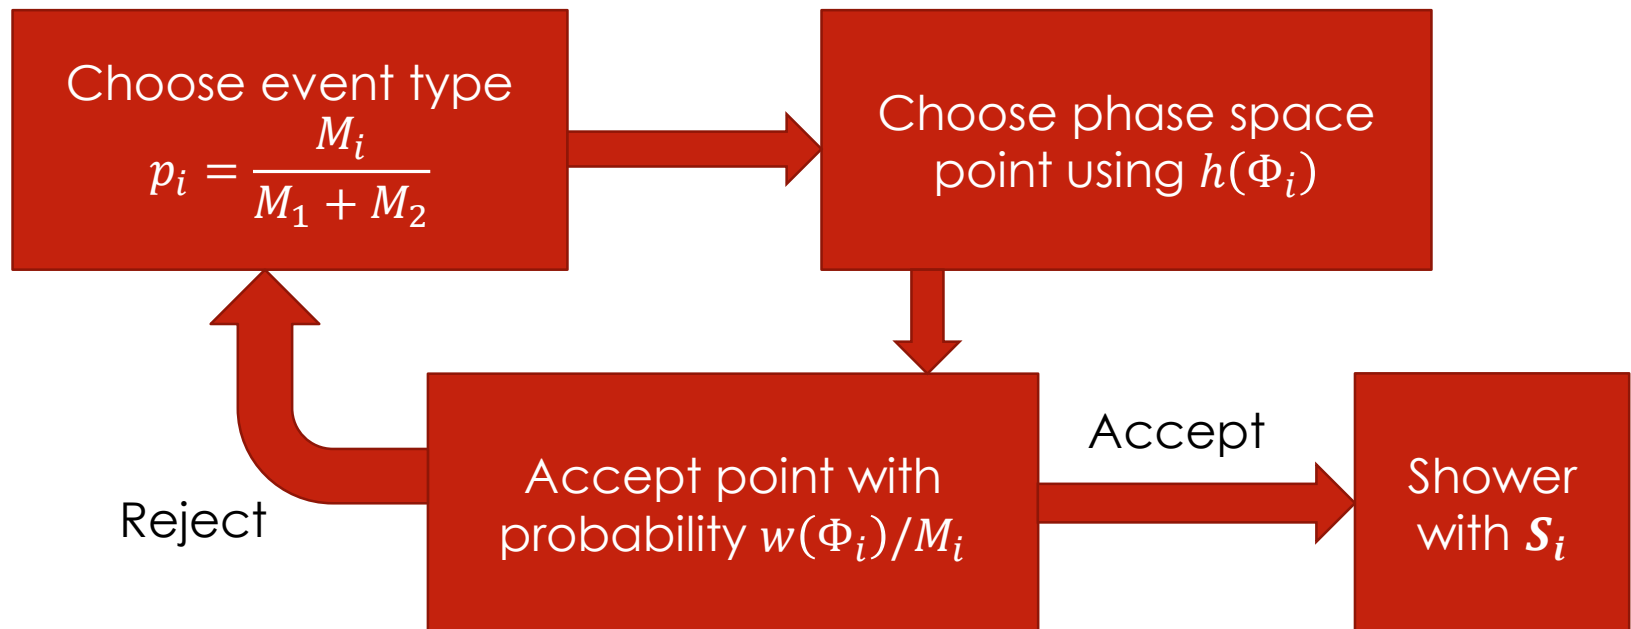 Choose event type
p_i = M_i / (M_1 + M_2)
Choose phase space
point using h(Φ_i)
Reject
Accept point with
probability w(Φ_i)/M_i
Accept
Shower
with S_i